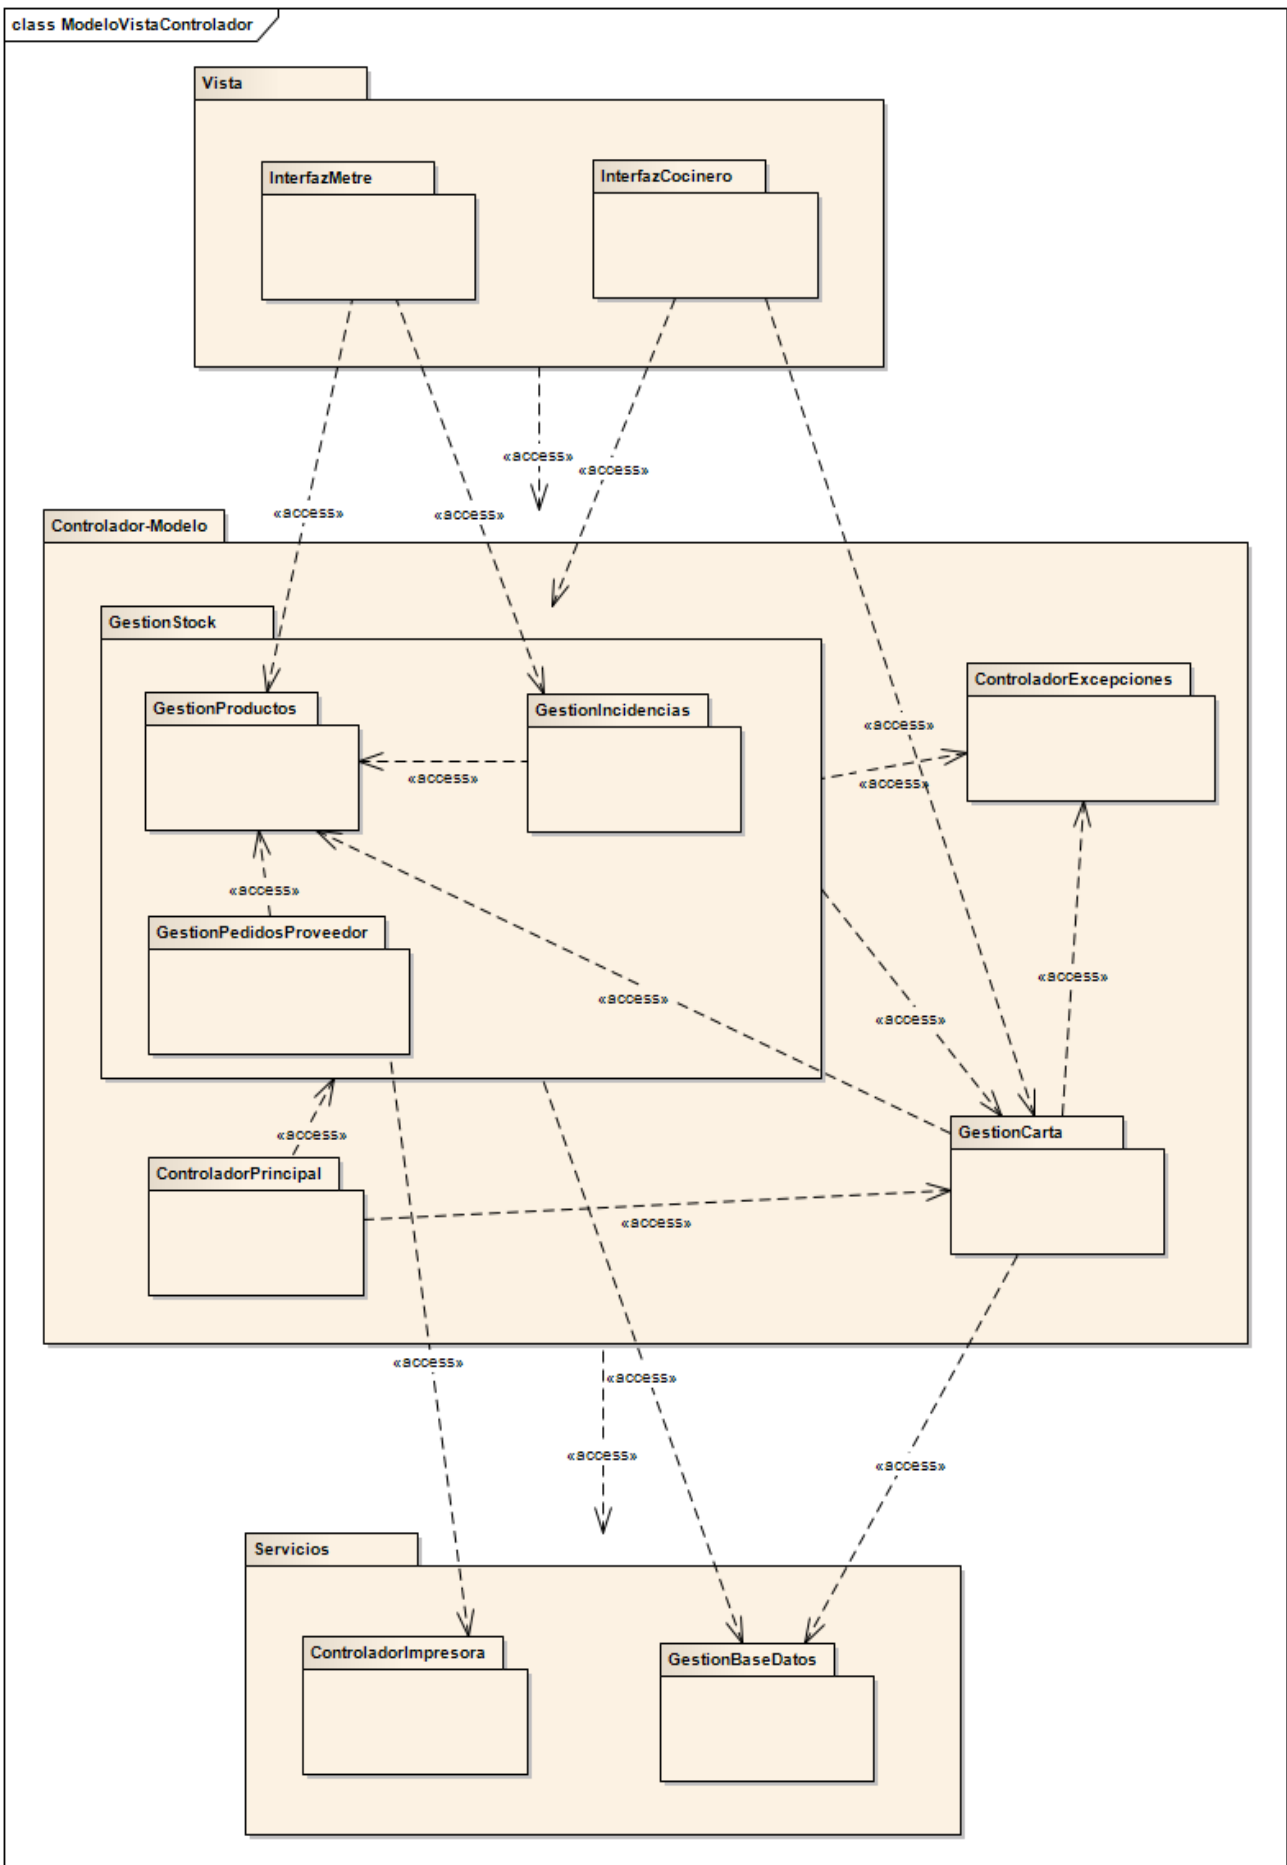 class ModeloVistaControlador
Vista
InterfazMetre
InterfazCocinero
«access»
«access»
«access»
«access»
Controlador-Modelo
GestionStock
ControladorExcepciones
GestionProductos
GestionIncidencias
«access»
«access»
«access»
«access»
GestionPedidosProveedor
«access»
«access»
«access»
GestionCarta
«access»
ControladorPrincipal
«access»
«access»
«access»
«access»
«access»
Servicios
ControladorImpresora
GestionBaseDatos